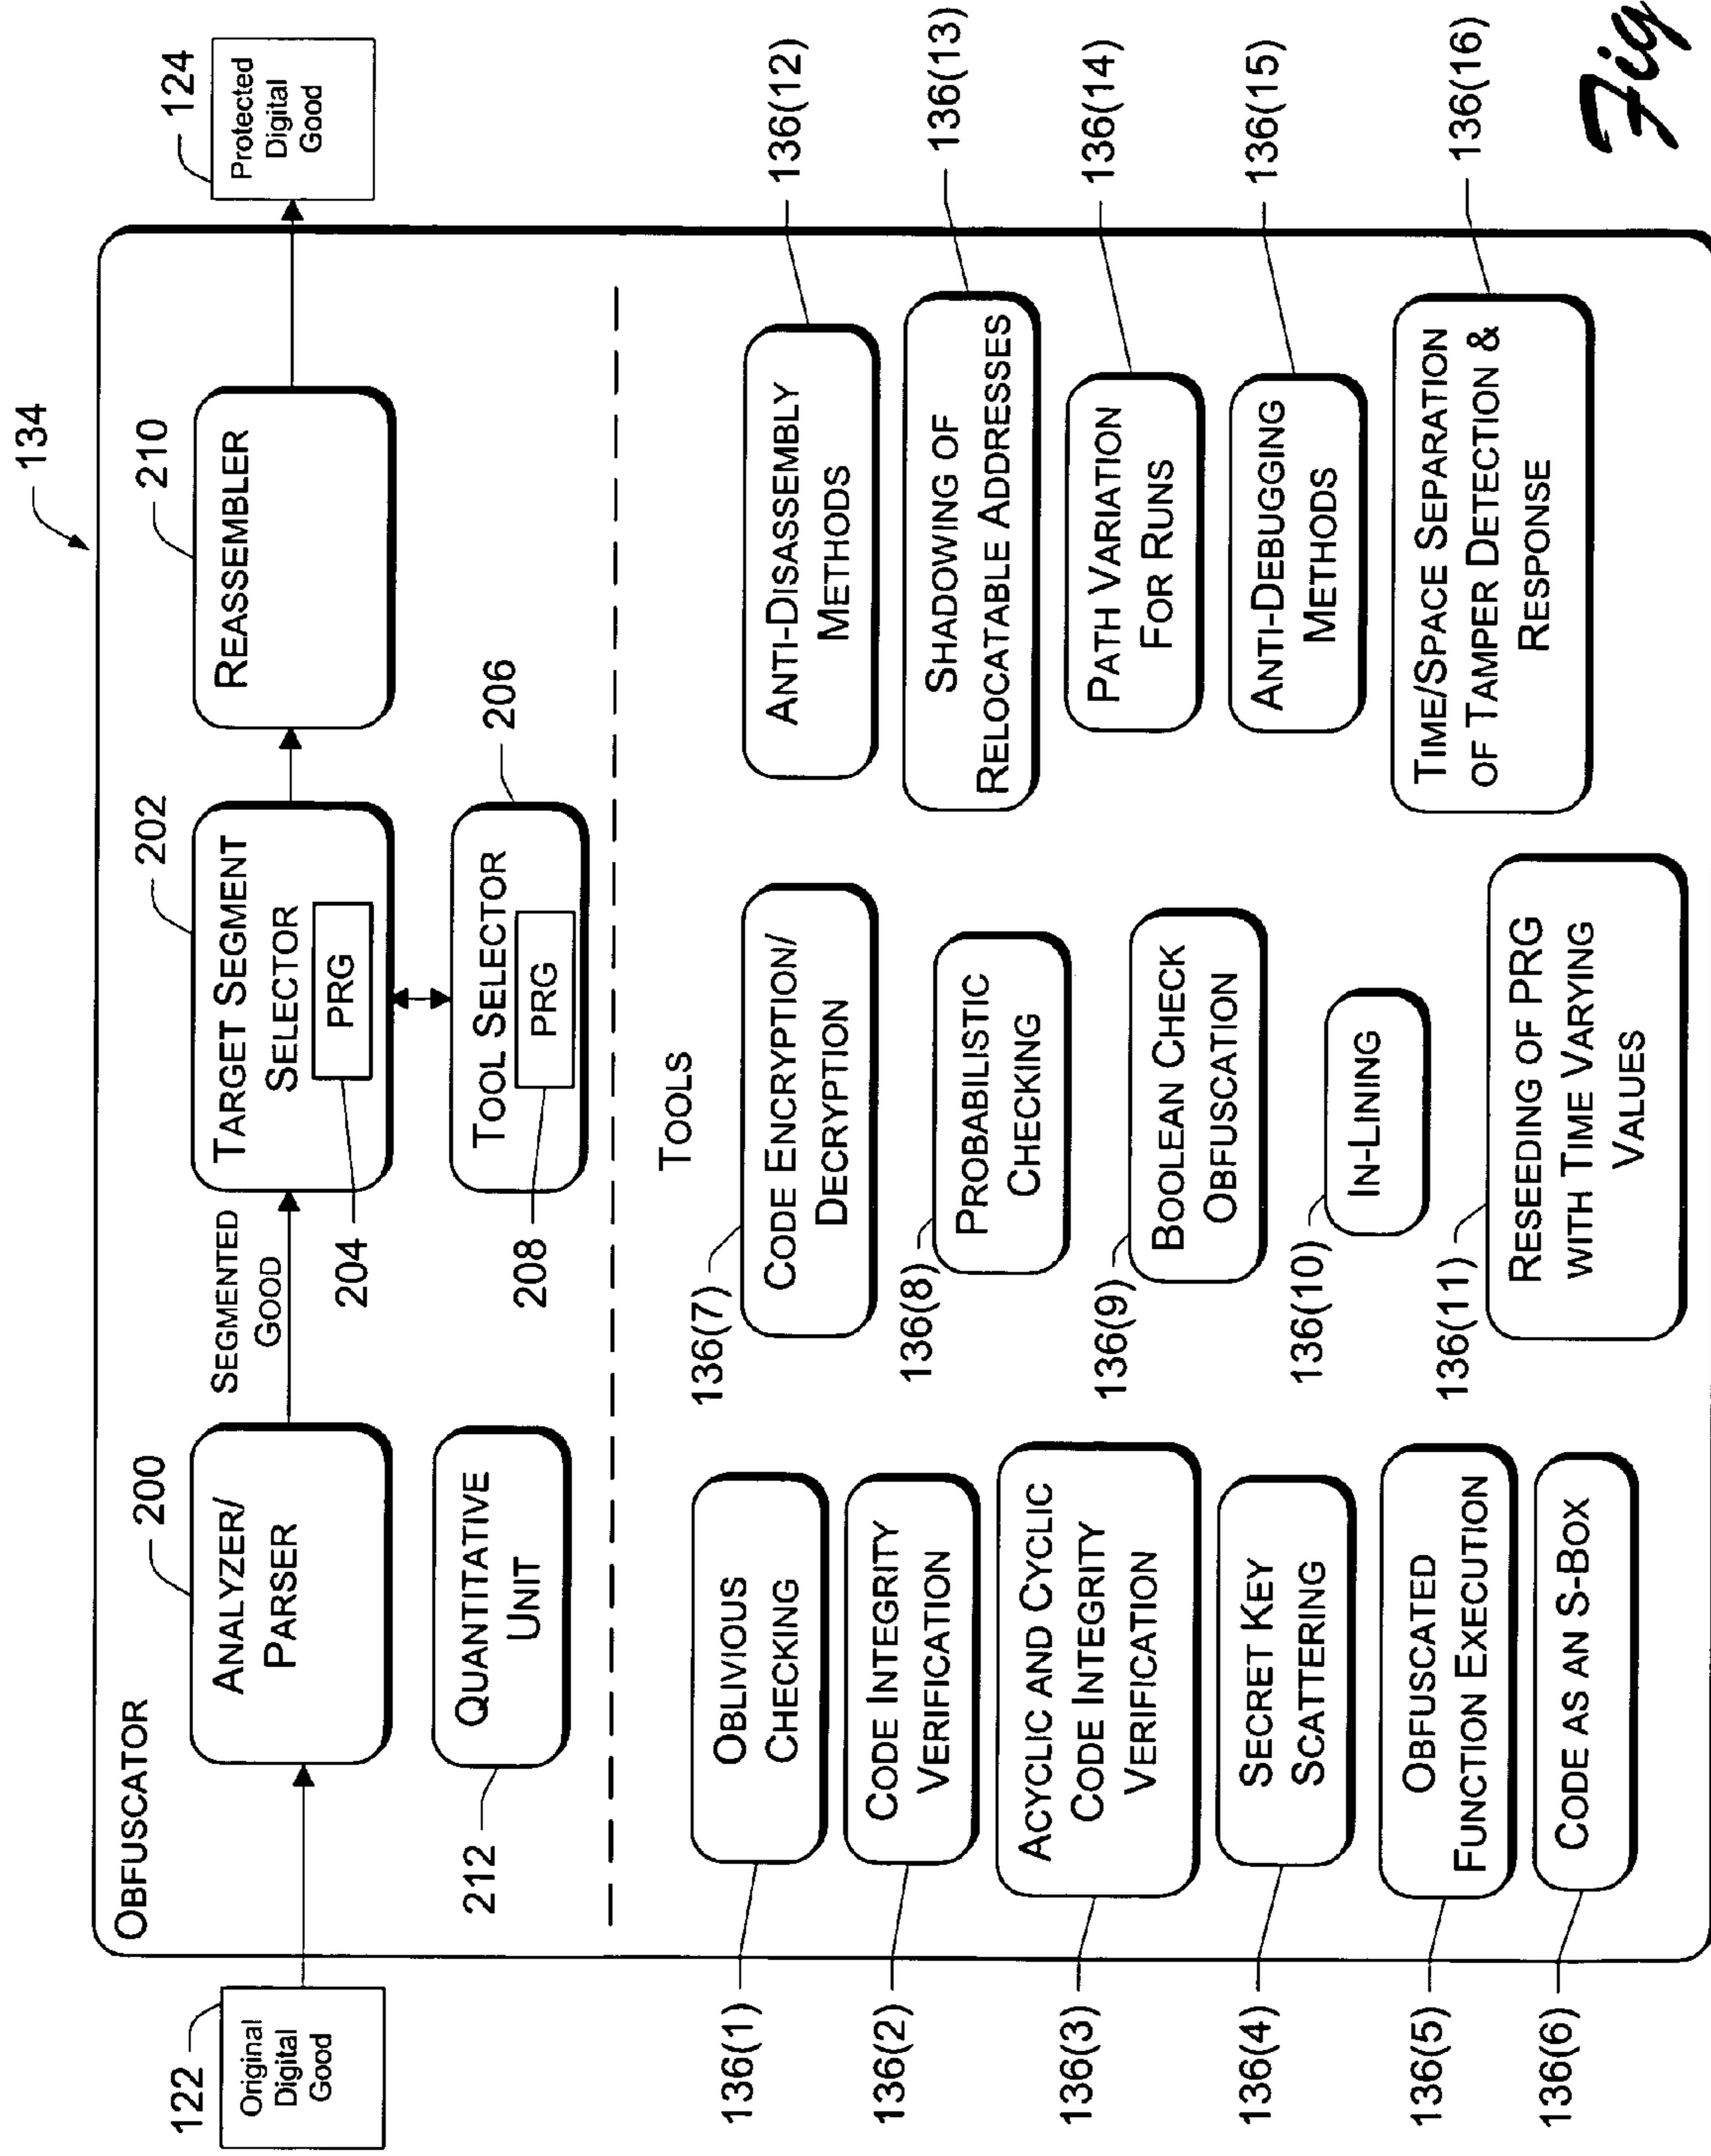 134
OBFUSCATOR
122
Original
Digital
Good
200
ANALYZER/
PARSER
SEGMENTED
GOOD
202
TARGET SEGMENT
SELECTOR
PRG
204
210
REASSEMBLER
124
Protected
Digital
Good
212
QUANTITATIVE
UNIT
206
TOOL SELECTOR
PRG
208
TOOLS
136(1)
OBLIVIOUS
CHECKING
136(2)
CODE INTEGRITY
VERIFICATION
136(3)
ACYCLIC AND CYCLIC
CODE INTEGRITY
VERIFICATION
136(4)
SECRET KEY
SCATTERING
136(5)
OBFUSCATED
FUNCTION EXECUTION
136(6)
CODE AS AN S-BOX
136(7)
CODE ENCRYPTION/
DECRYPTION
136(8)
PROBABILISTIC
CHECKING
136(9)
BOOLEAN CHECK
OBFUSCATION
136(10)
IN-LINING
136(11)
RESEEDING OF PRG
WITH TIME VARYING
VALUES
136(12)
ANTI-DISASSEMBLY
METHODS
136(13)
SHADOWING OF
RELOCATABLE ADDRESSES
136(14)
PATH VARIATION
FOR RUNS
136(15)
ANTI-DEBUGGING
METHODS
136(16)
TIME/SPACE SEPARATION
OF TAMPER DETECTION &
RESPONSE
Fig